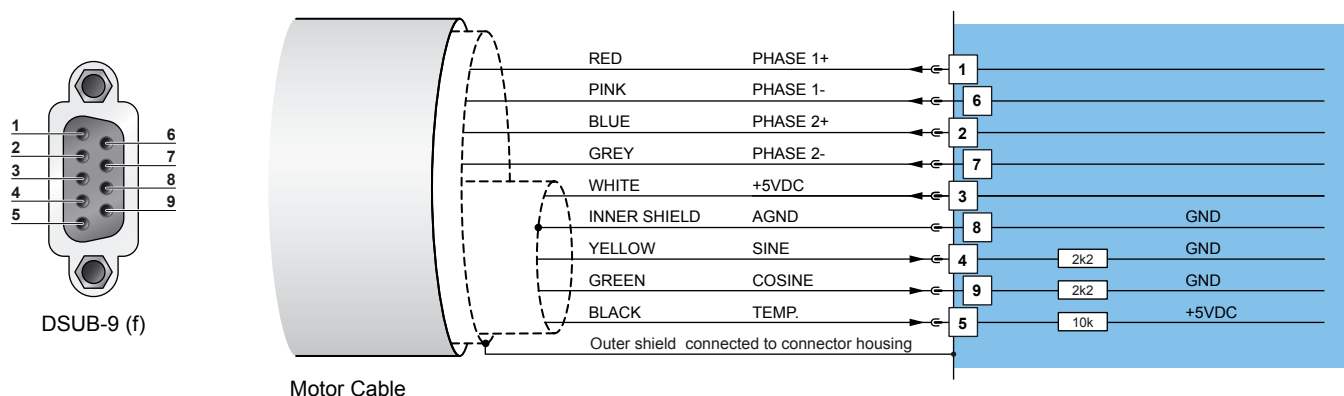 1
2
3
4
5
6
7
8
9
DSUB-9 (f)
Motor Cable
RED PHASE 1+ 1
PINK PHASE 1- 6
BLUE PHASE 2+ 2
GREY PHASE 2- 7
WHITE +5VDC 3
INNER SHIELD AGND 8 GND
YELLOW SINE 4 2k2 GND
GREEN COSINE 9 2k2 GND
BLACK TEMP. 5 10k +5VDC
Outer shield connected to connector housing